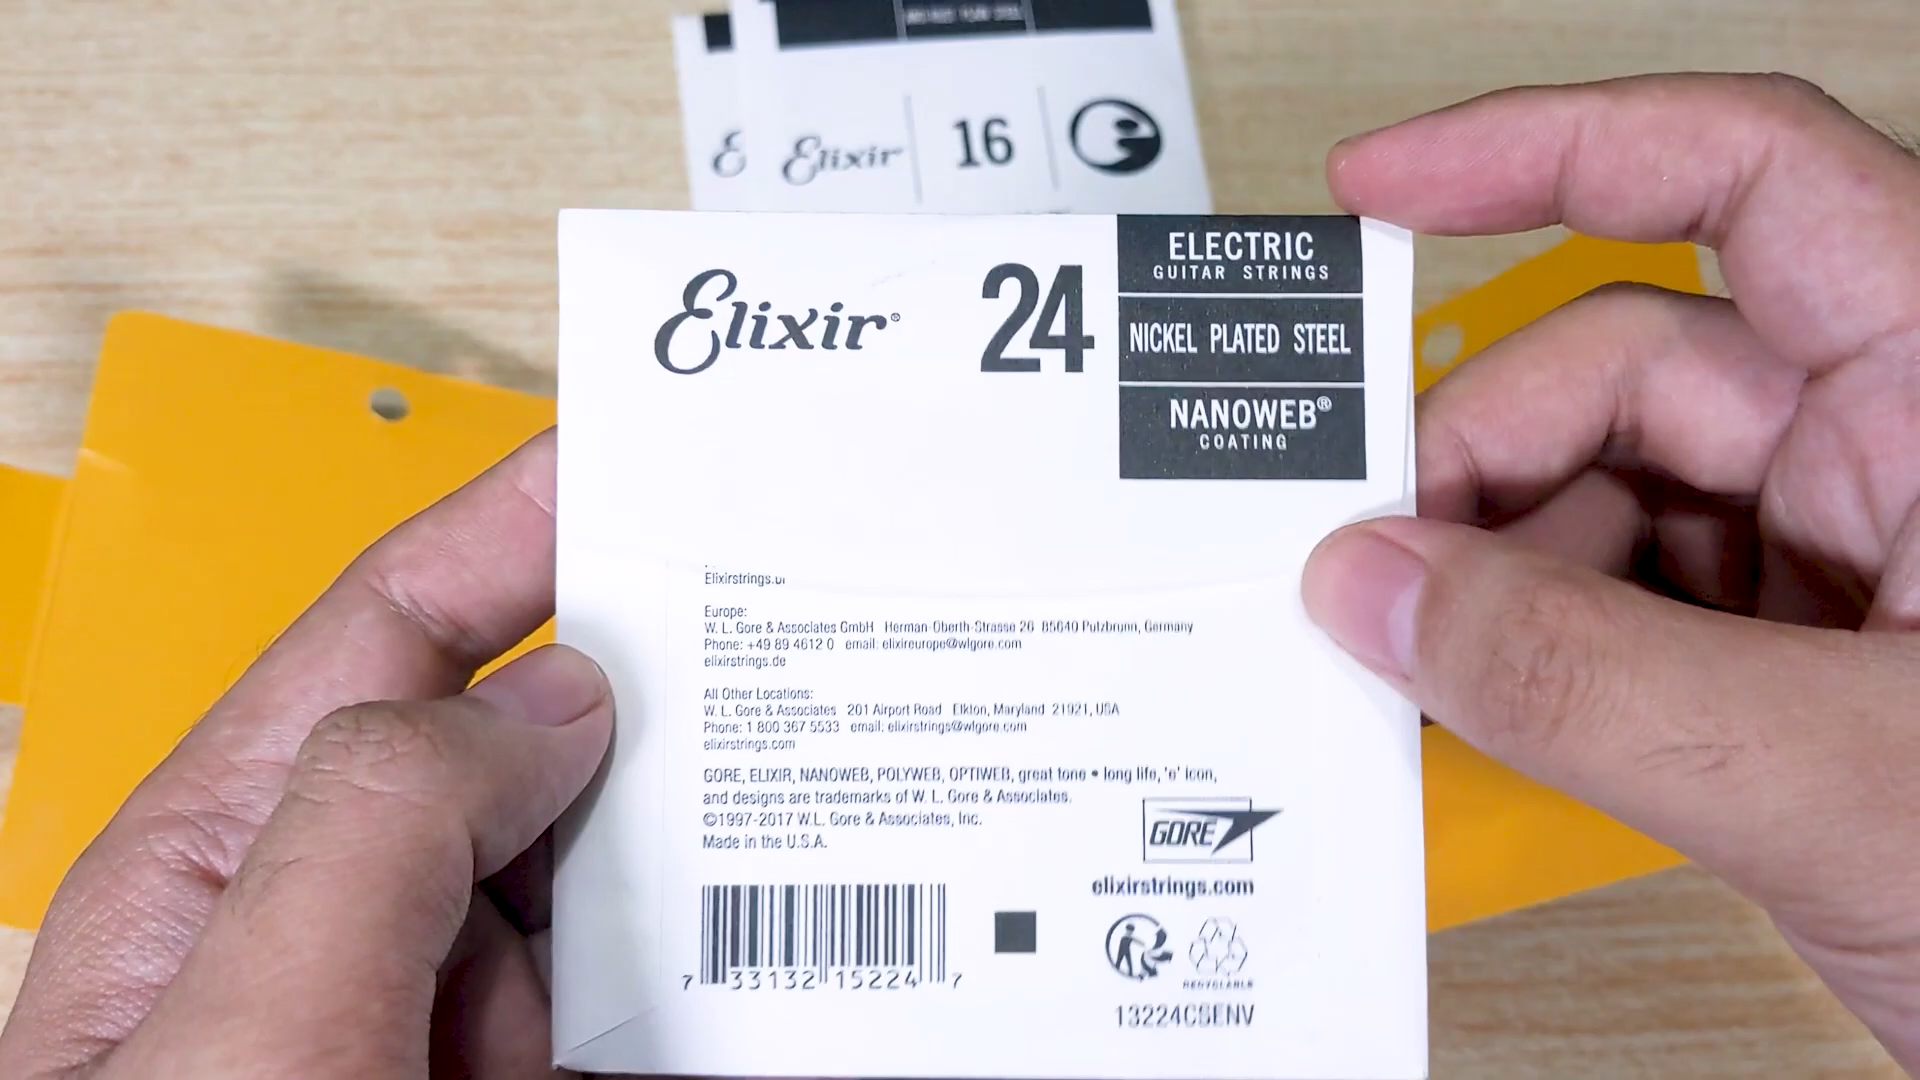 Elixir
16
Elixir® 24
ELECTRIC
GUITAR STRINGS
NICKEL PLATED STEEL
NANOWEB®
COATING
Europe:
W. L. Gore & Associates GmbH Herman-Oberth-Strasse 26 85640 Putzbrunn, Germany
Phone: +49 89 4612 0 email: elixireurope@wlgore.com
elixirstrings.de
All Other Locations:
W. L. Gore & Associates 201 Airport Road Elkton, Maryland 21921, USA
Phone: 1 800 367 5533 email: elixirstrings@wlgore.com
elixirstrings.com
GORE, ELIXIR, NANOWEB, POLYWEB, OPTIWEB, great tone • long life, 'e' icon,
and designs are trademarks of W. L. Gore & Associates.
©1997-2017 W.L. Gore & Associates, Inc.
Made in the U.S.A.
GORE
elixirstrings.com
7 33132 15224 7
RECYCLABLE
13224CSENV